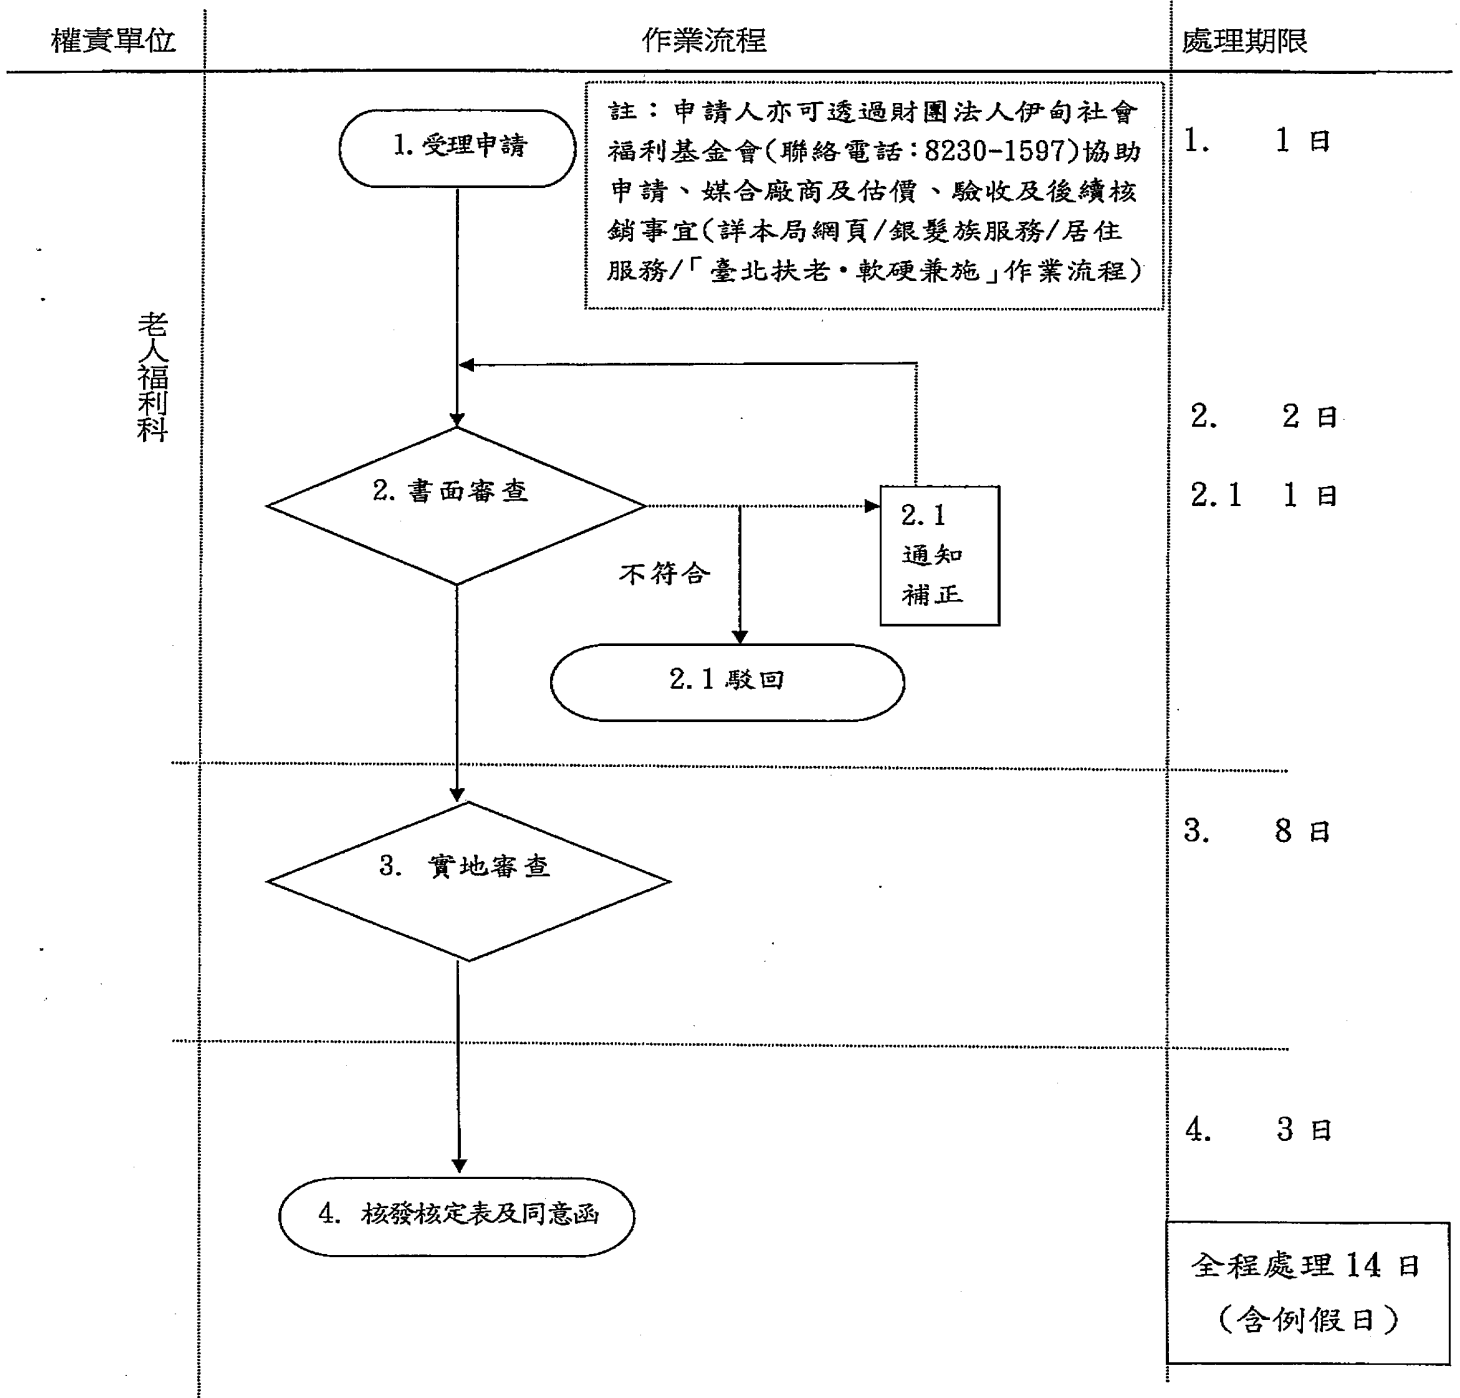 權責單位
作業流程
處理期限
1.受理申請
註：申請人亦可透過財團法人伊甸社會
福利基金會(聯絡電話:8230-1597)協助
申請、媒合廠商及估價、驗收及後續核
銷事宜(詳本局網頁/銀髮族服務/居住
服務/「臺北扶老·軟硬兼施」作業流程)
1. 1 日
老人福利科
2. 2 日
2.書面審查
2.1 1 日
2.1
通知
補正
不符合
2.1 駁回
3. 實地審查
3. 8 日
4. 3 日
4. 核發核定表及同意函
全程處理 14 日
(含例假日)